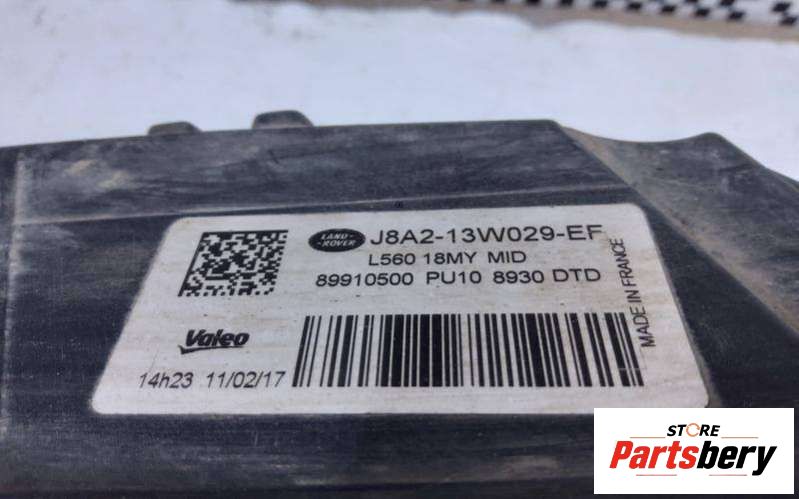 LAND
ROVER
J8A2-13W029-EF
L560 18MY MID
89910500 PU10 8930 DTD
MADE IN FRANCE
Valeo
14h23 11/02/17
STORE
Partsbery